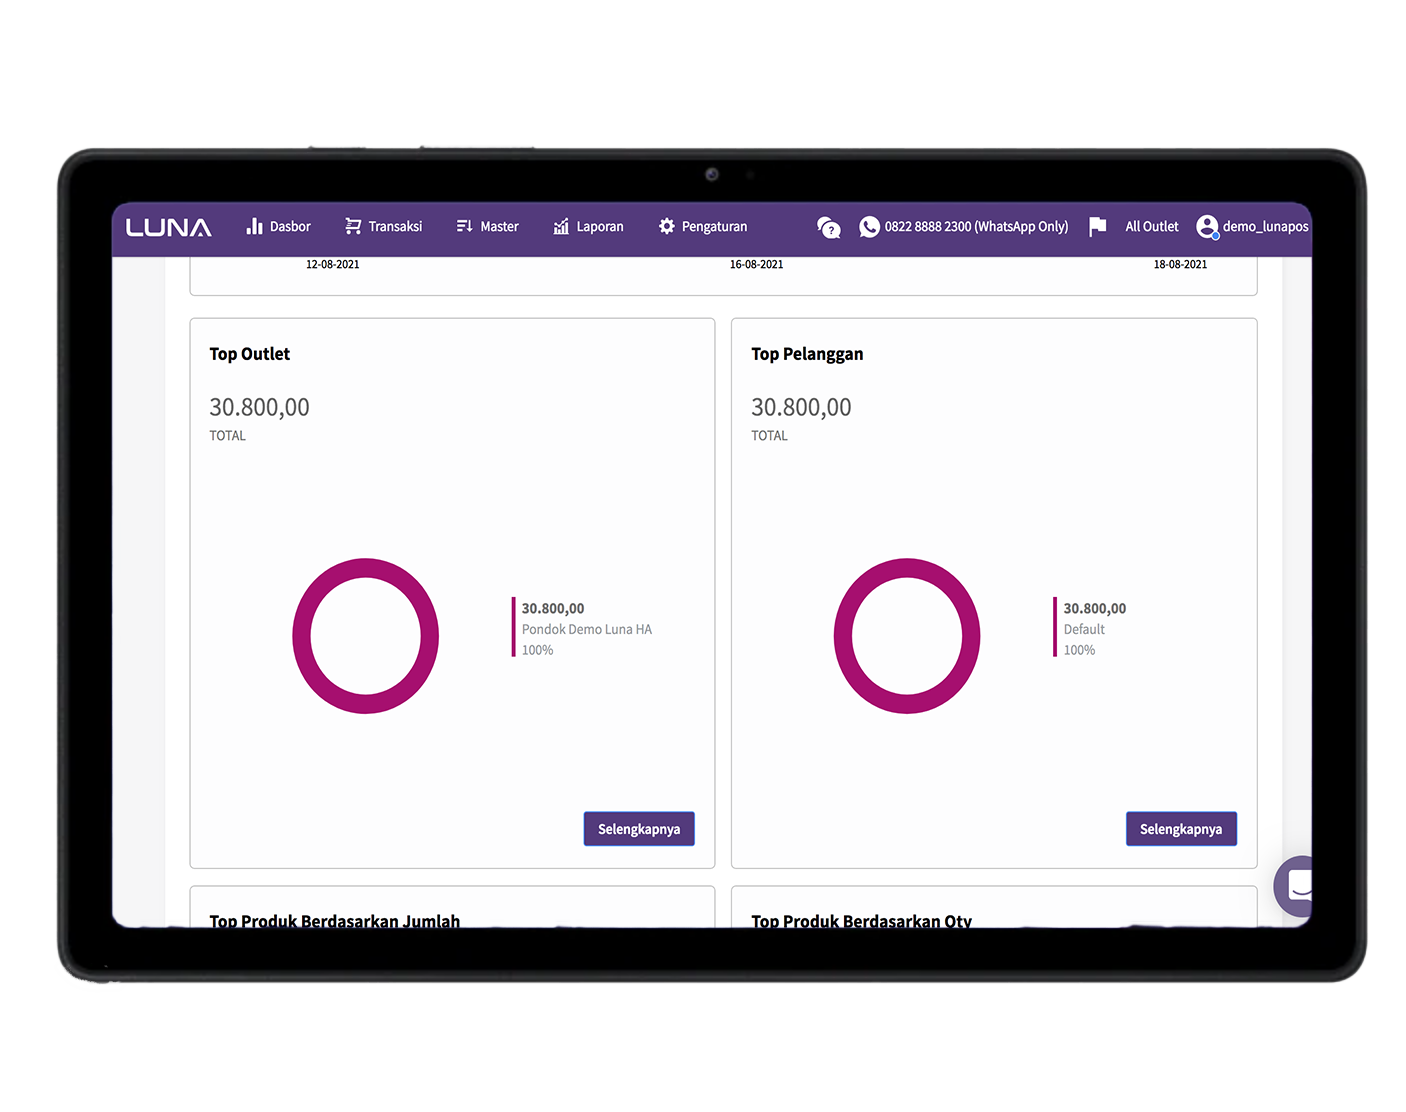 LUNA Dasbor Transaksi Master Laporan Pengaturan ? 0822 8888 2300 (WhatsApp Only) All Outlet demo_lunapos
12-08-2021 16-08-2021 18-08-2021
Top Outlet
30.800,00
TOTAL
30.800,00
Pondok Demo Luna HA
100%
Selengkapnya
Top Pelanggan
30.800,00
TOTAL
30.800,00
Default
100%
Selengkapnya
Top Produk Berdasarkan Jumlah
Top Produk Berdasarkan Qty